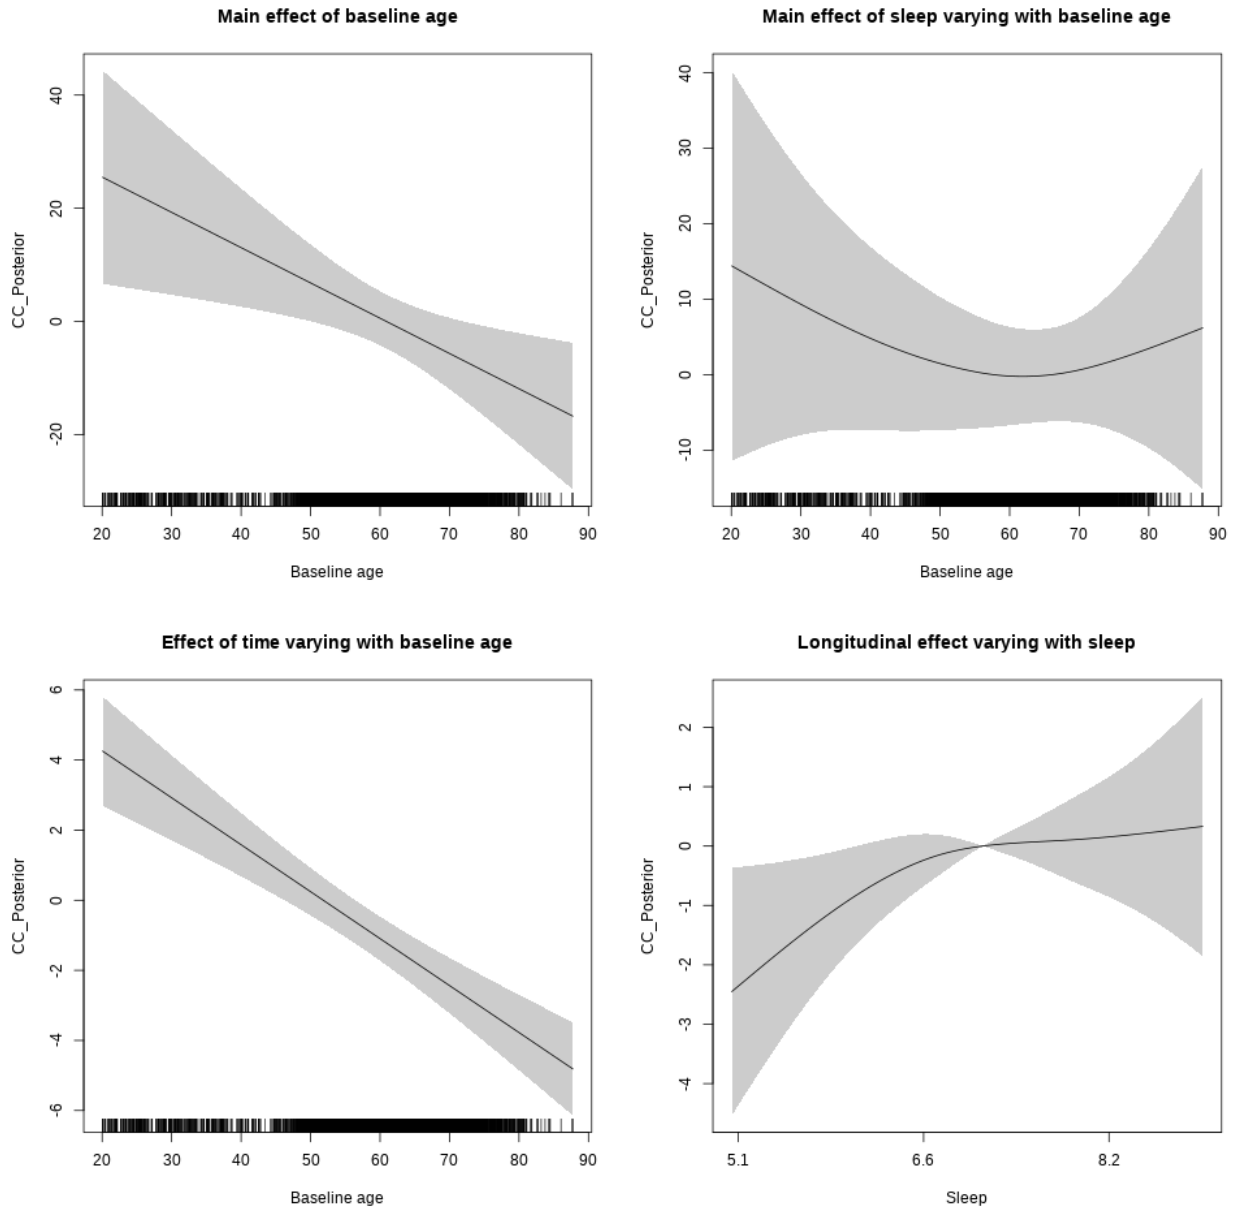 Main effect of baseline age
CC_Posterior
40
20
0
-20
20 30 40 50 60 70 80 90
Baseline age
Main effect of sleep varying with baseline age
CC_Posterior
40
30
20
10
0
-10
20 30 40 50 60 70 80 90
Baseline age
Effect of time varying with baseline age
CC_Posterior
6
4
2
0
-2
-4
-6
20 30 40 50 60 70 80 90
Baseline age
Longitudinal effect varying with sleep
CC_Posterior
2
1
0
-1
-2
-3
-4
5.1 6.6 8.2
Sleep